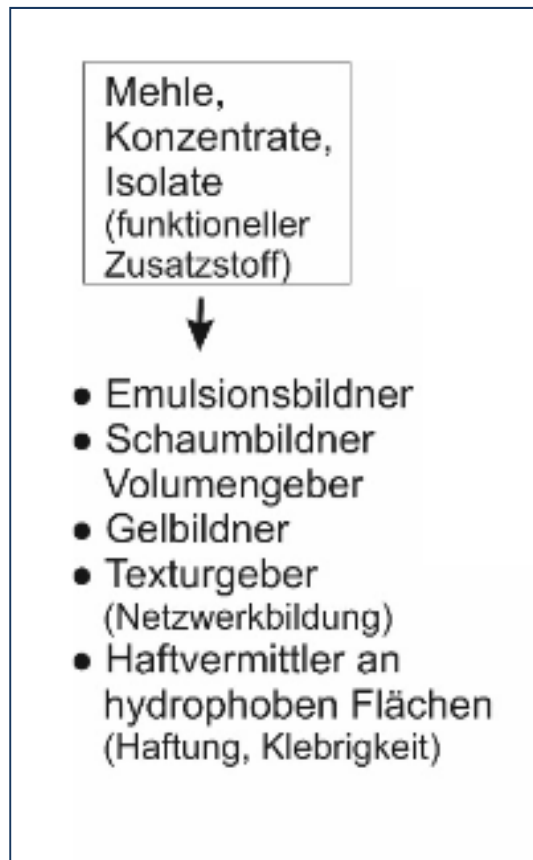 Mehle,
Konzentrate,
Isolate
(funktioneller
Zusatzstoff)
● Emulsionsbildner
● Schaumbildner
Volumengeber
● Gelbildner
● Texturgeber
(Netzwerkbildung)
● Haftvermittler an
hydrophoben Flächen
(Haftung, Klebrigkeit)